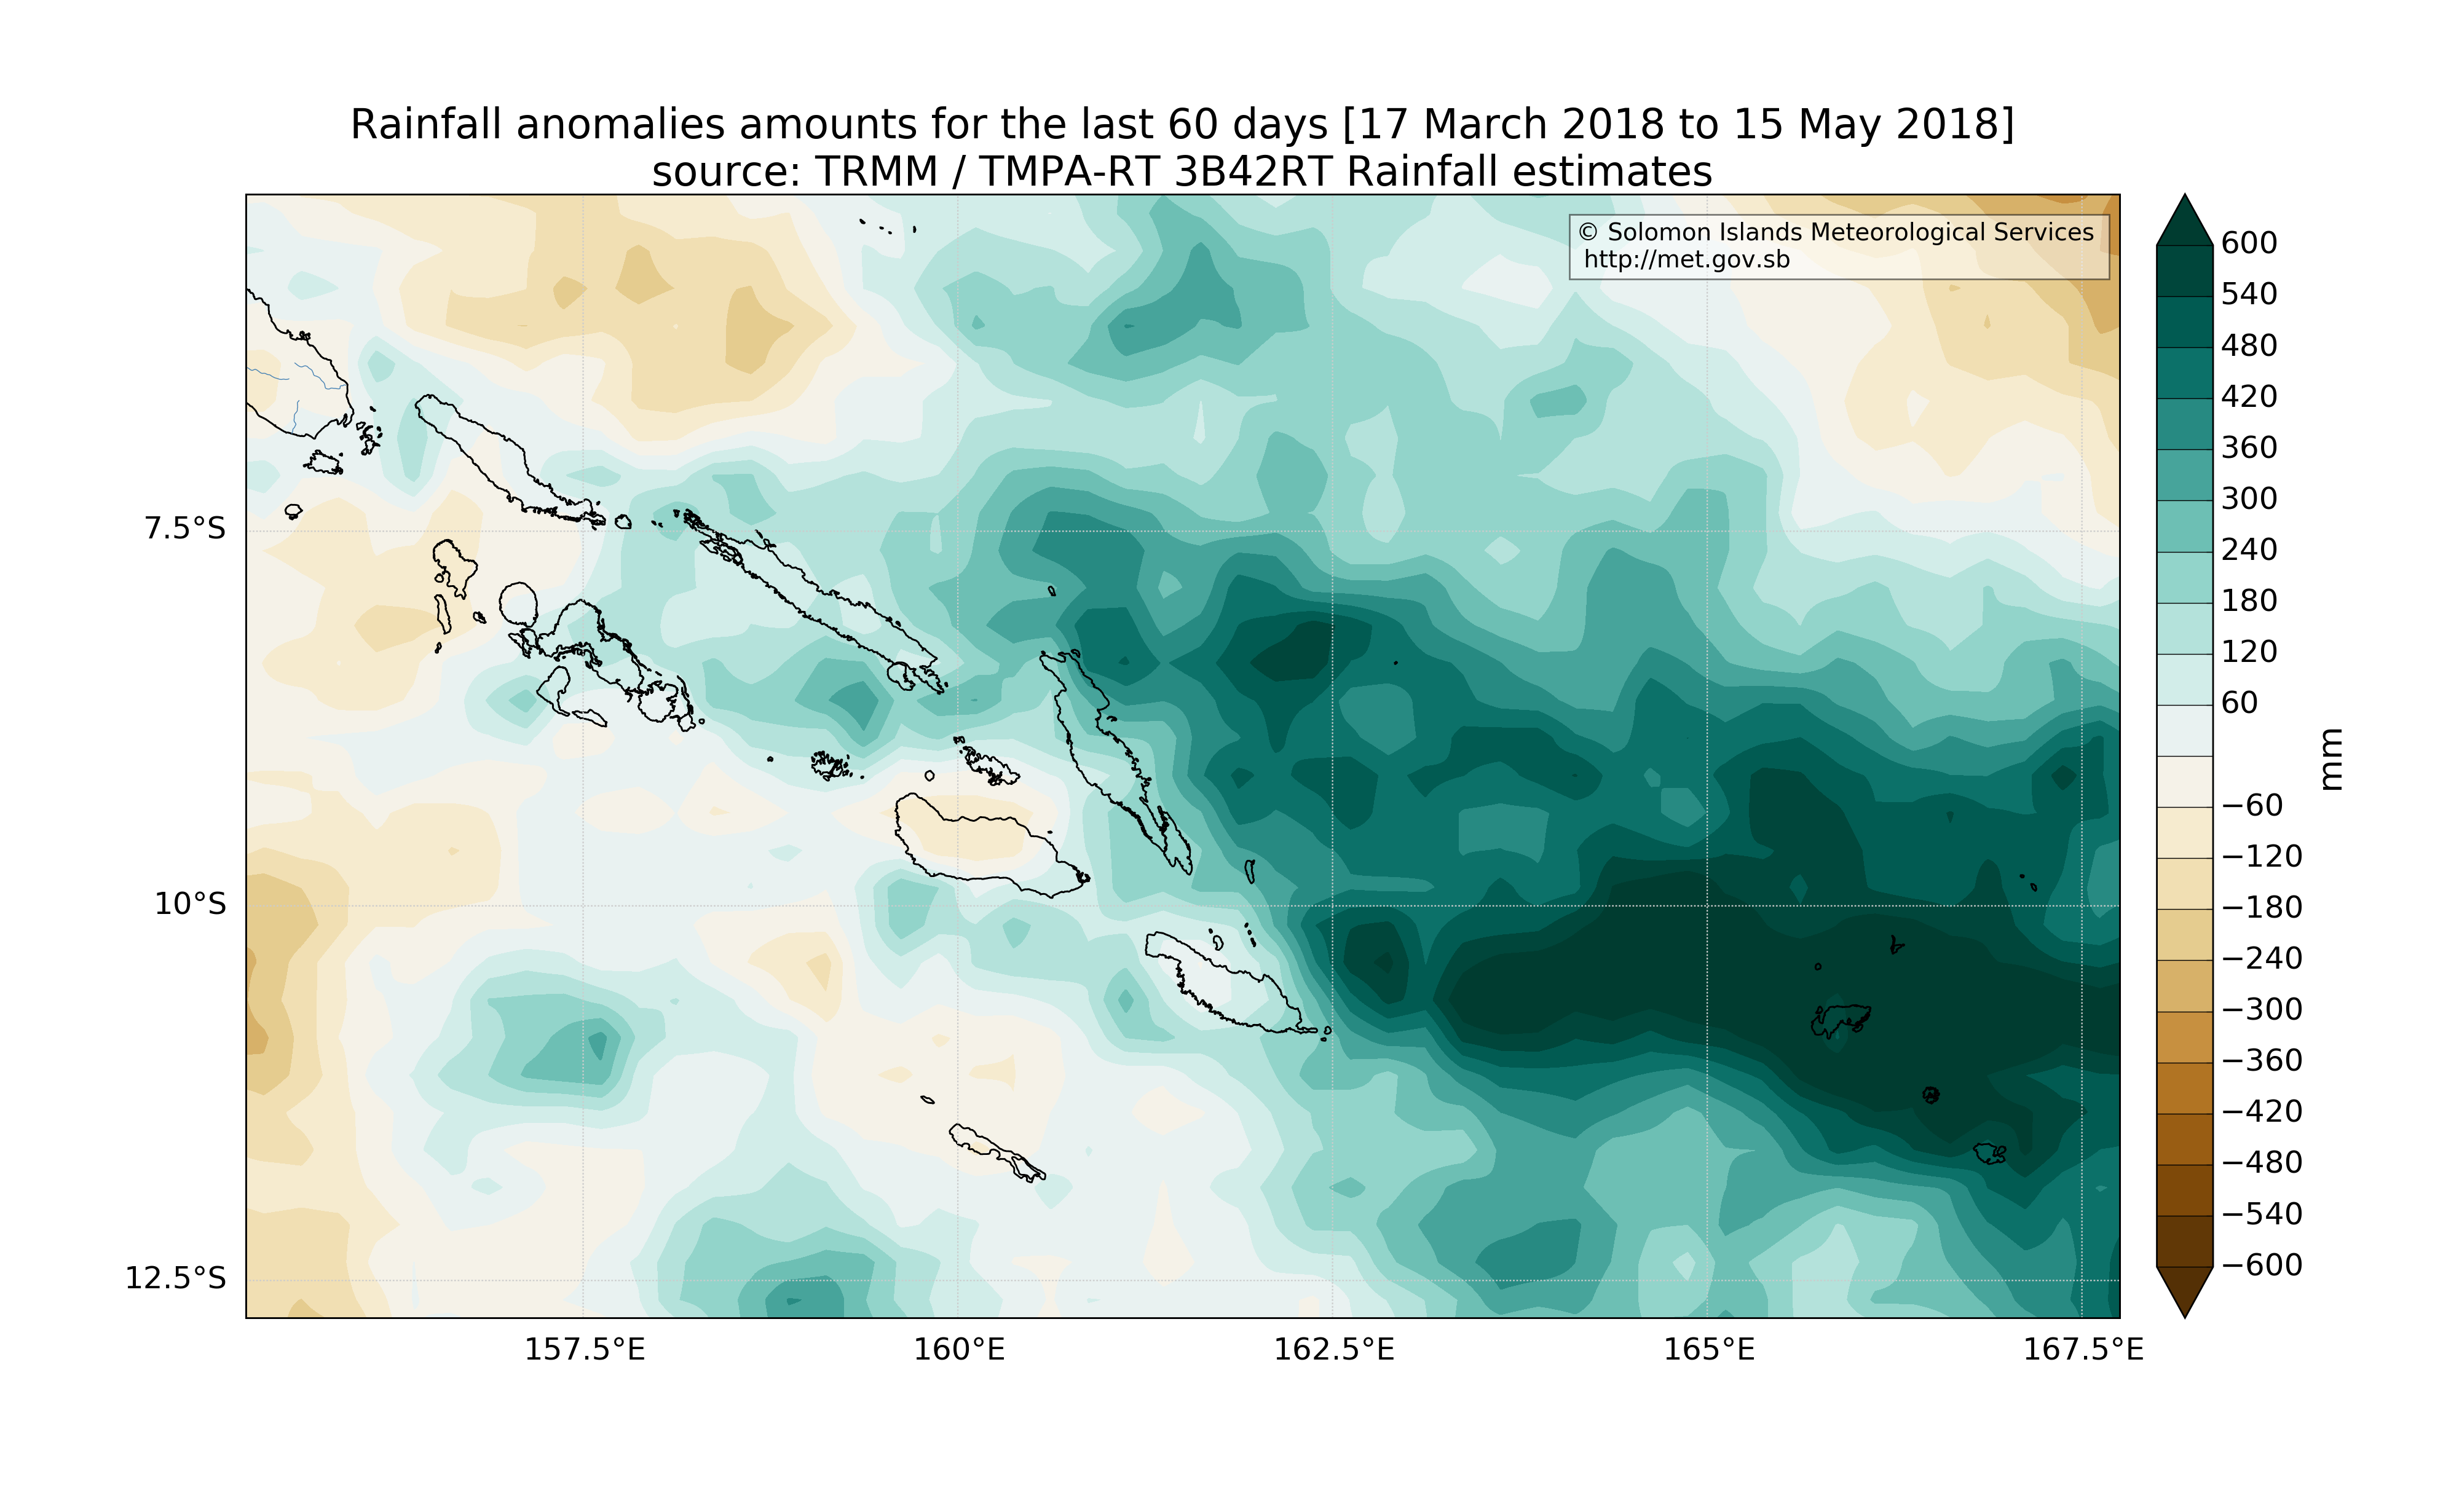 Rainfall anomalies amounts for the last 60 days [17 March 2018 to 15 May 2018]
source: TRMM / TMPA-RT 3B42RT Rainfall estimates
© Solomon Islands Meteorological Services
http://met.gov.sb
7.5°S
10°S
12.5°S
157.5°E
160°E
162.5°E
165°E
167.5°E
600
540
480
420
360
300
240
180
120
60
−60
−120
−180
−240
−300
−360
−420
−480
−540
−600
mm